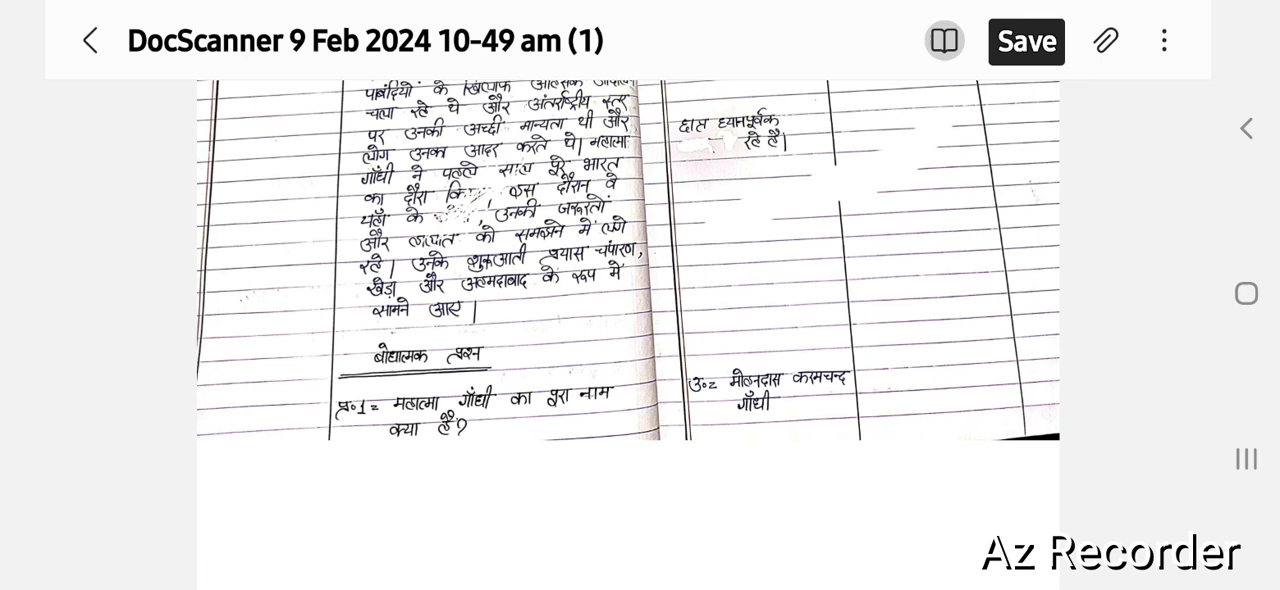 DocScanner 9 Feb 2024 10-49 am (1)
Save
पाबंदियों के खिलाफ अहिंसक
चला रहे थे और अंतर्राष्ट्रीय स्तर
पर उनकी अच्छी मान्यता थी और
लोग उनका आदर करते थे। महात्मा
गाँधी ने पहले साल पूरे भारत
का दौरा कि , इस दौरान वे
यहाँ के , उनकी जरूरतों
और हालात को समझने में लगे
रहे। उनके शुरुआती प्रयास चंपारण,
खेड़ा और अहमदाबाद के रूप में
सामने आए।
छात्र ध्यानपूर्वक
रहे हैं।
बोधात्मक प्रश्न
प्र०1= महात्मा गाँधी का पूरा नाम
क्या है?
उ०= मोहनदास करमचन्द
गाँधी
Az Recorder